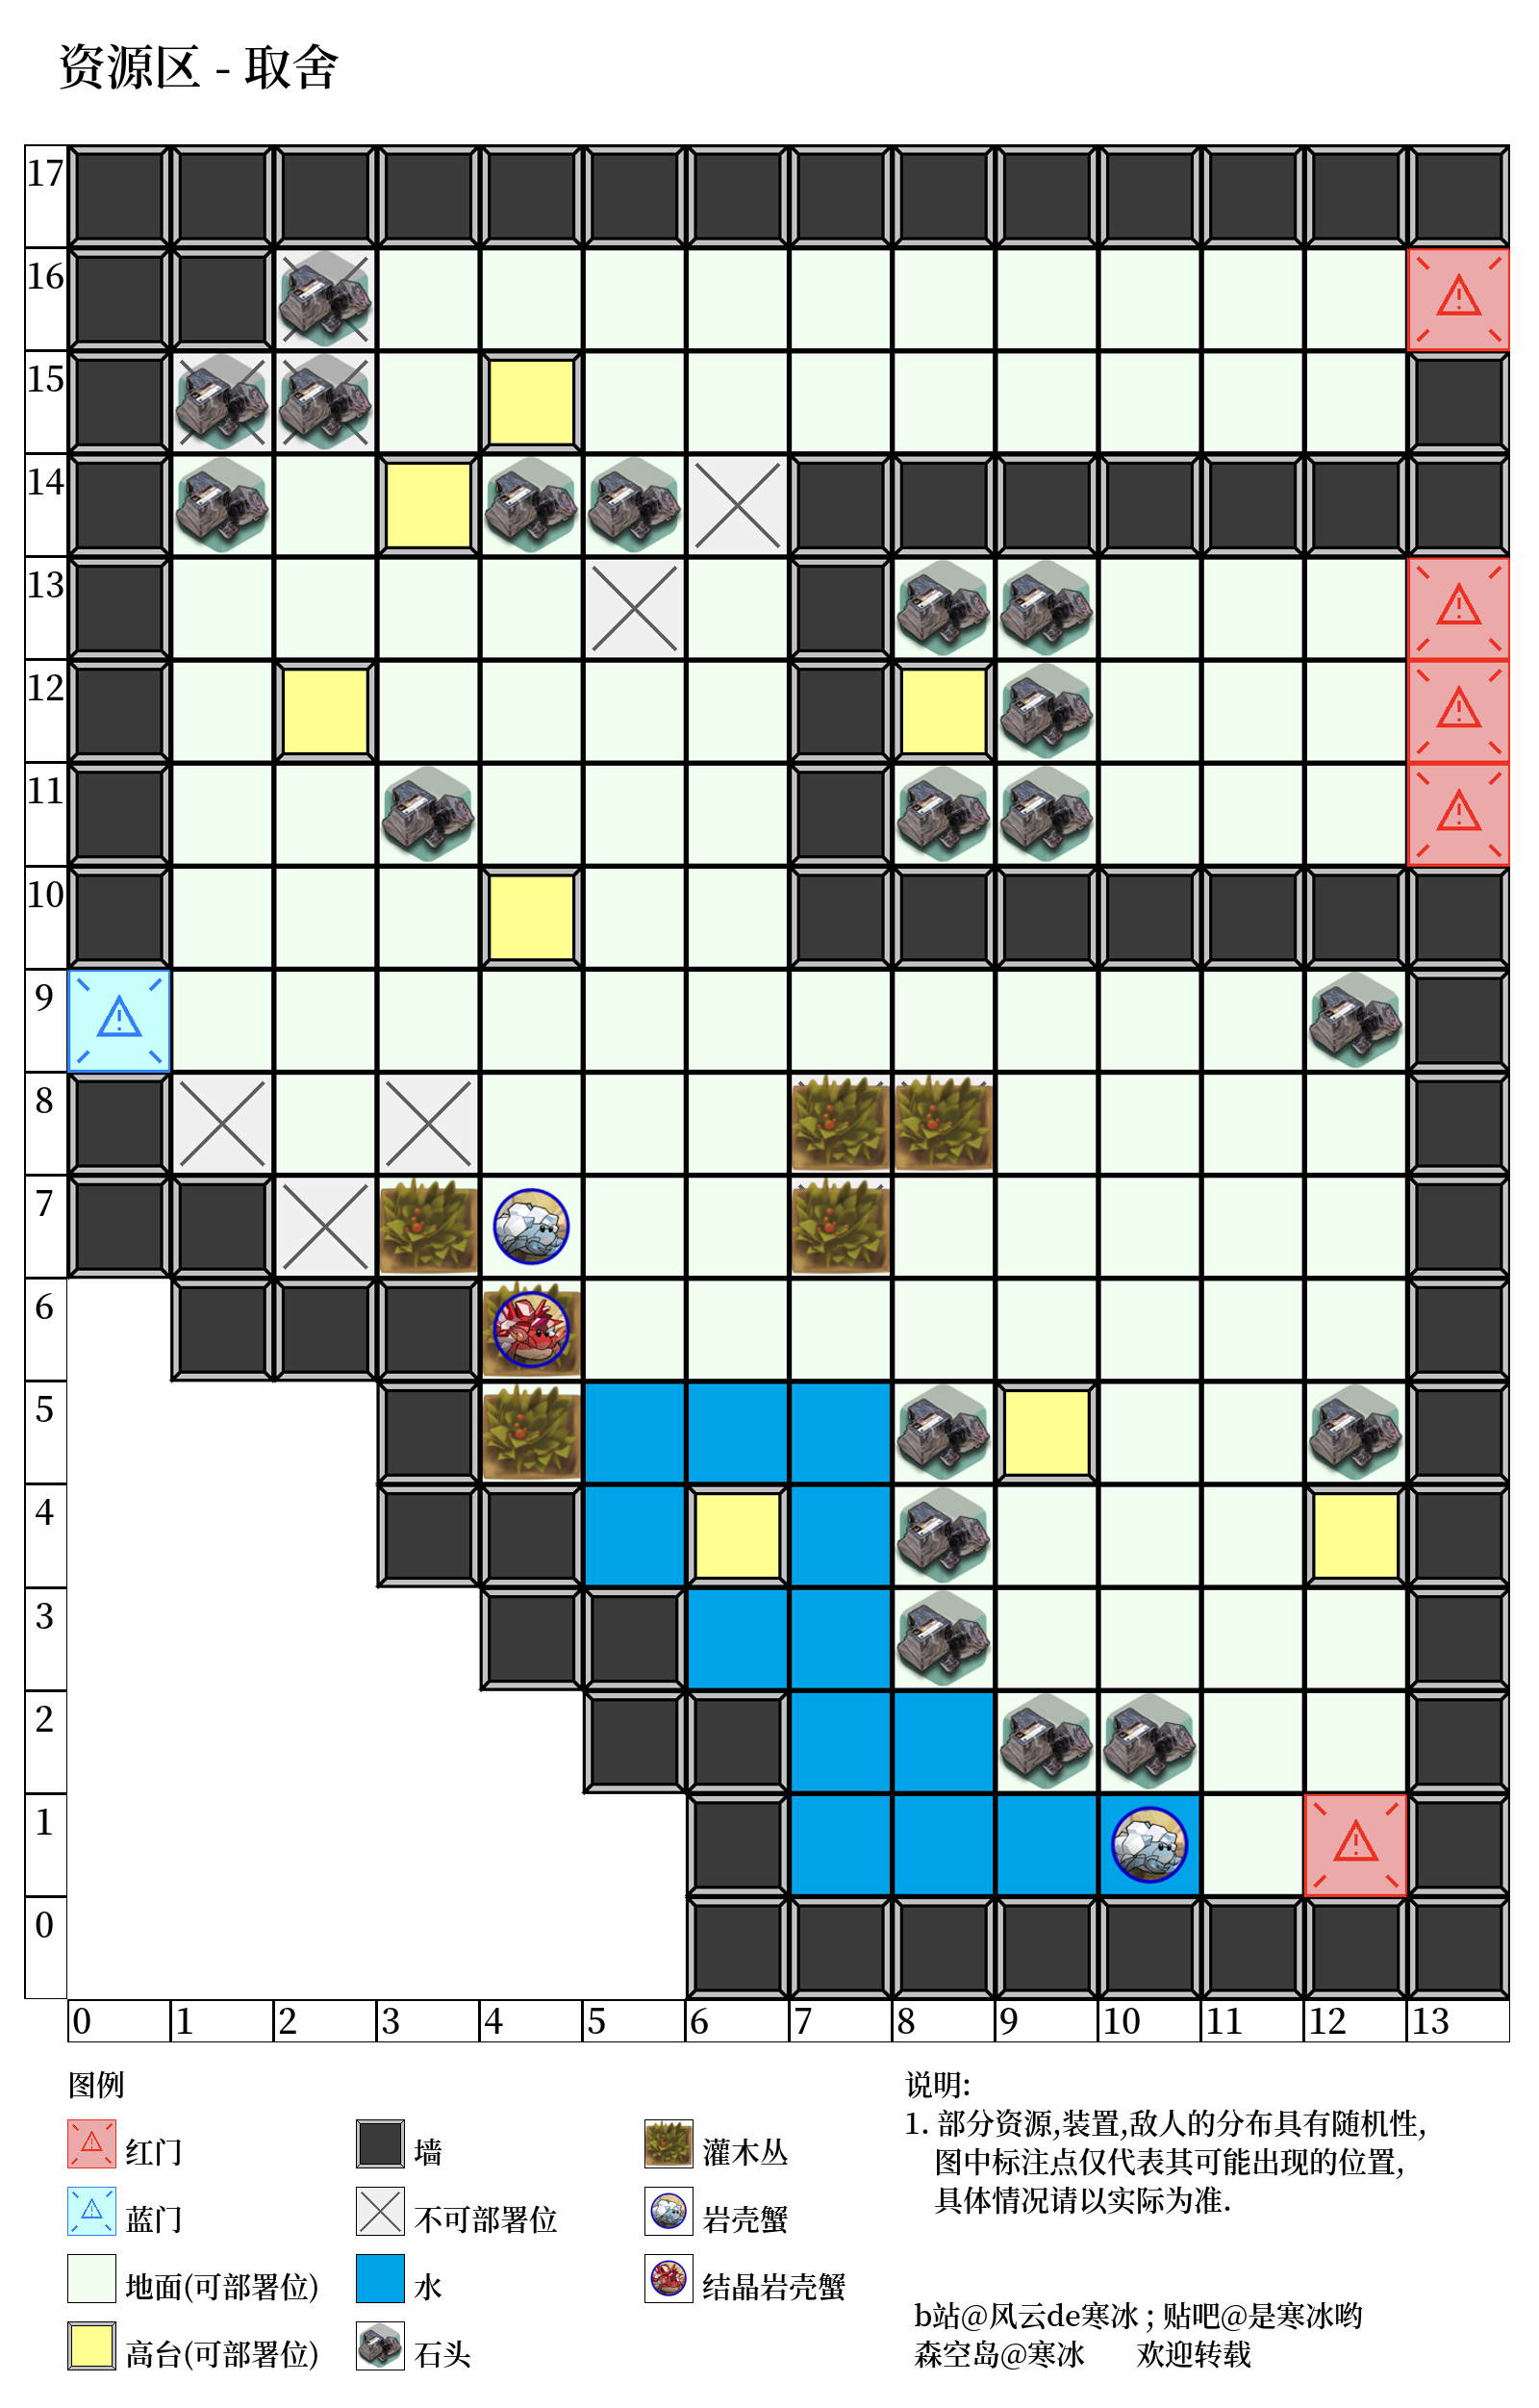 资源区 - 取舍
17
16
15
14
13
12
11
10
9
8
7
6
5
4
3
2
1
0
0 1 2 3 4 5 6 7 8 9 10 11 12 13
图例
红门
墙
灌木丛
蓝门
不可部署位
岩壳蟹
地面(可部署位)
水
结晶岩壳蟹
高台(可部署位)
石头
说明:
1. 部分资源,装置,敌人的分布具有随机性,
图中标注点仅代表其可能出现的位置,
具体情况请以实际为准.
b站@风云de寒冰 ; 贴吧@是寒冰哟
森空岛@寒冰 欢迎转载